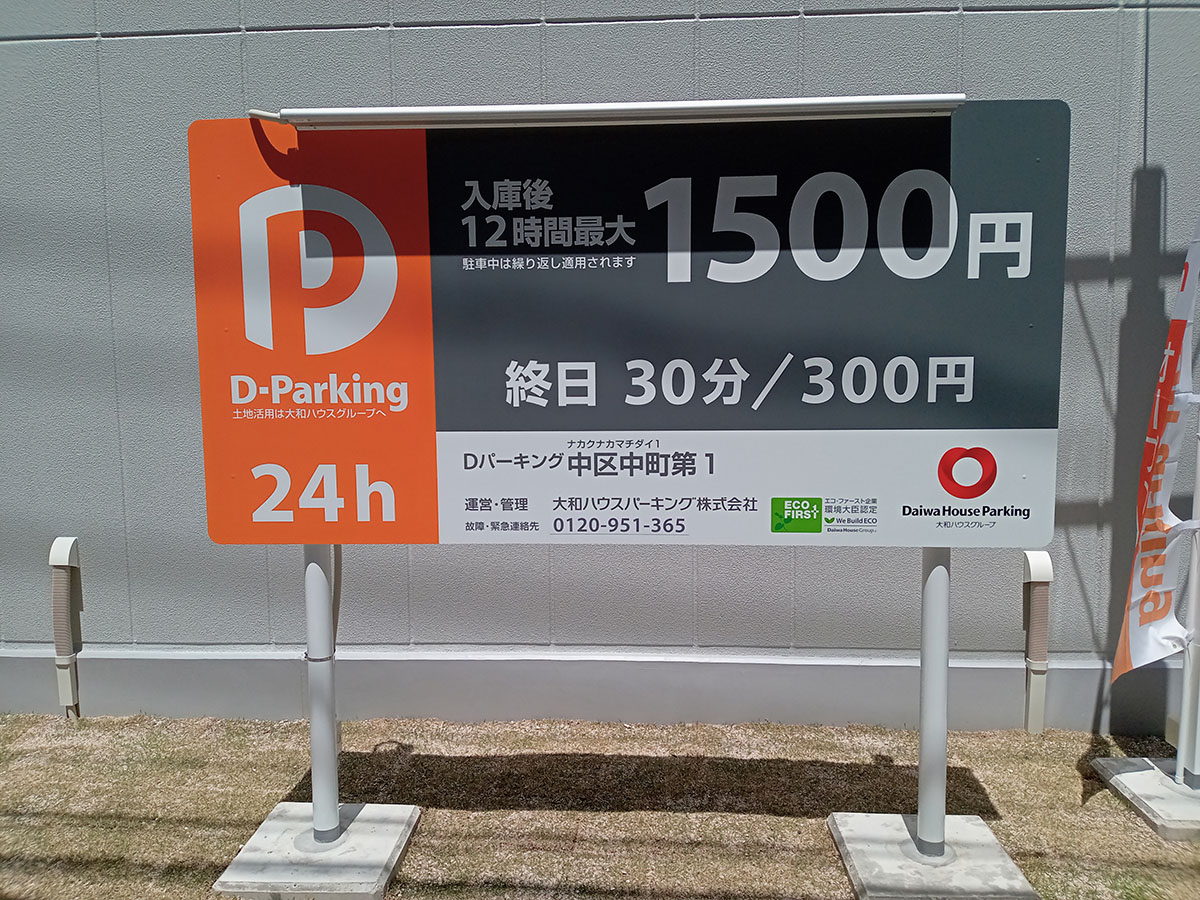 入庫後
12時間最大
1500円
駐車中は繰り返し適用されます
終日 30分/300円
D-Parking
土地活用は大和ハウスグループへ
24h
ナカクナカマチダイ1
Dパーキング 中区中町第1
運営・管理 大和ハウスパーキング株式会社
故障・緊急連絡先 0120-951-365
ECO FIRST
エコ・ファースト企業
環境大臣認定
We Build ECO
Daiwa House Group
Daiwa House Parking
大和ハウスグループ